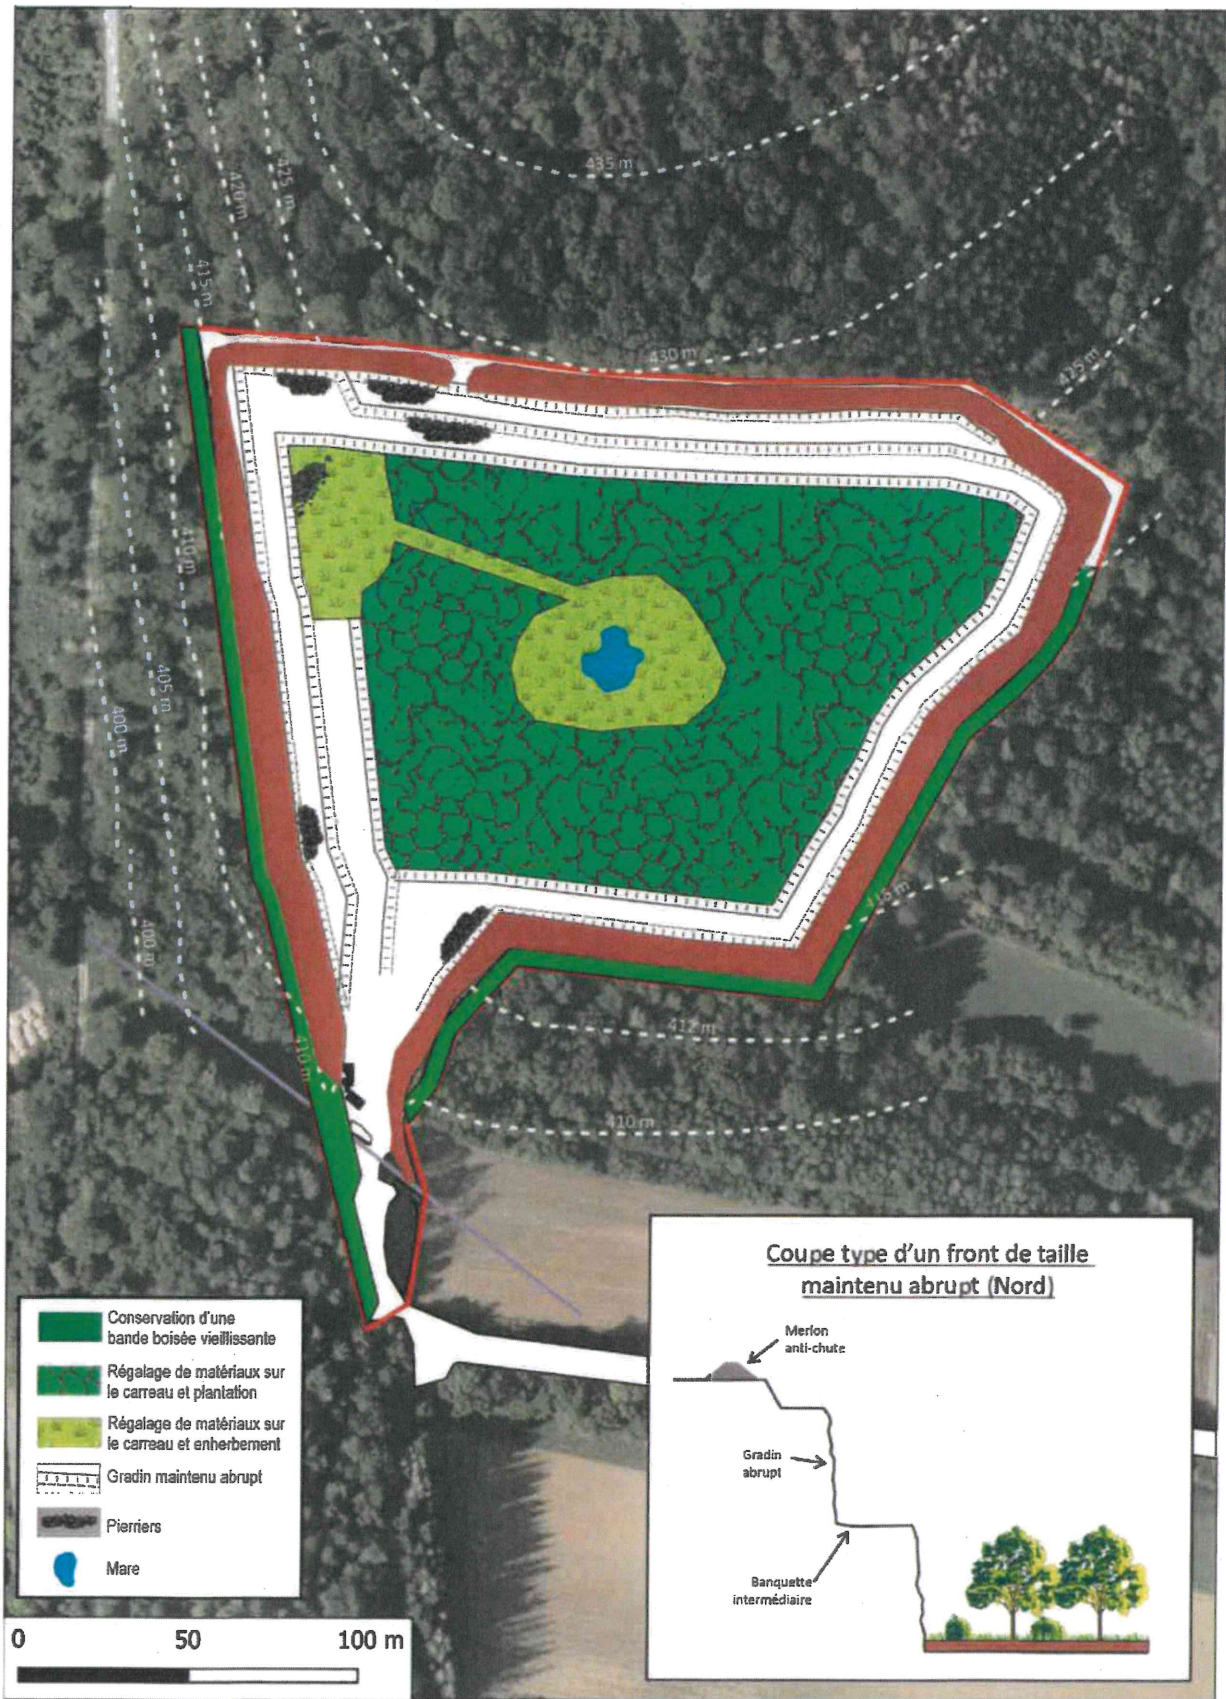 435 m
425 m
420 m
415 m
430 m
425 m
410 m
405 m
400 m
415 m
400 m
412 m
410 m
410 m
Coupe type d'un front de taille
maintenu abrupt (Nord)
Merlon
anti-chute
Gradin
abrupt
Banquette
intermédiaire
Conservation d'une
bande boisée vieillissante
Régalage de matériaux sur
le carreau et plantation
Régalage de matériaux sur
le carreau et enherbement
Gradin maintenu abrupt
Pierriers
Mare
0 50 100 m